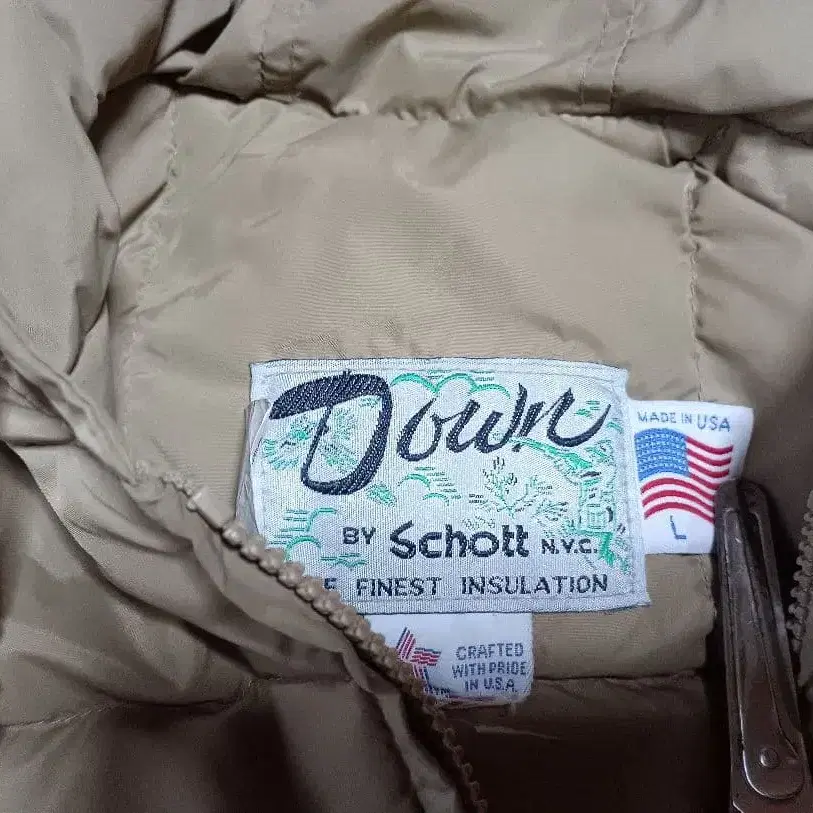 Down
BY Schott N.Y.C.
FINEST INSULATION
MADE IN USA
L
CRAFTED
WITH PRIDE
IN U.S.A.